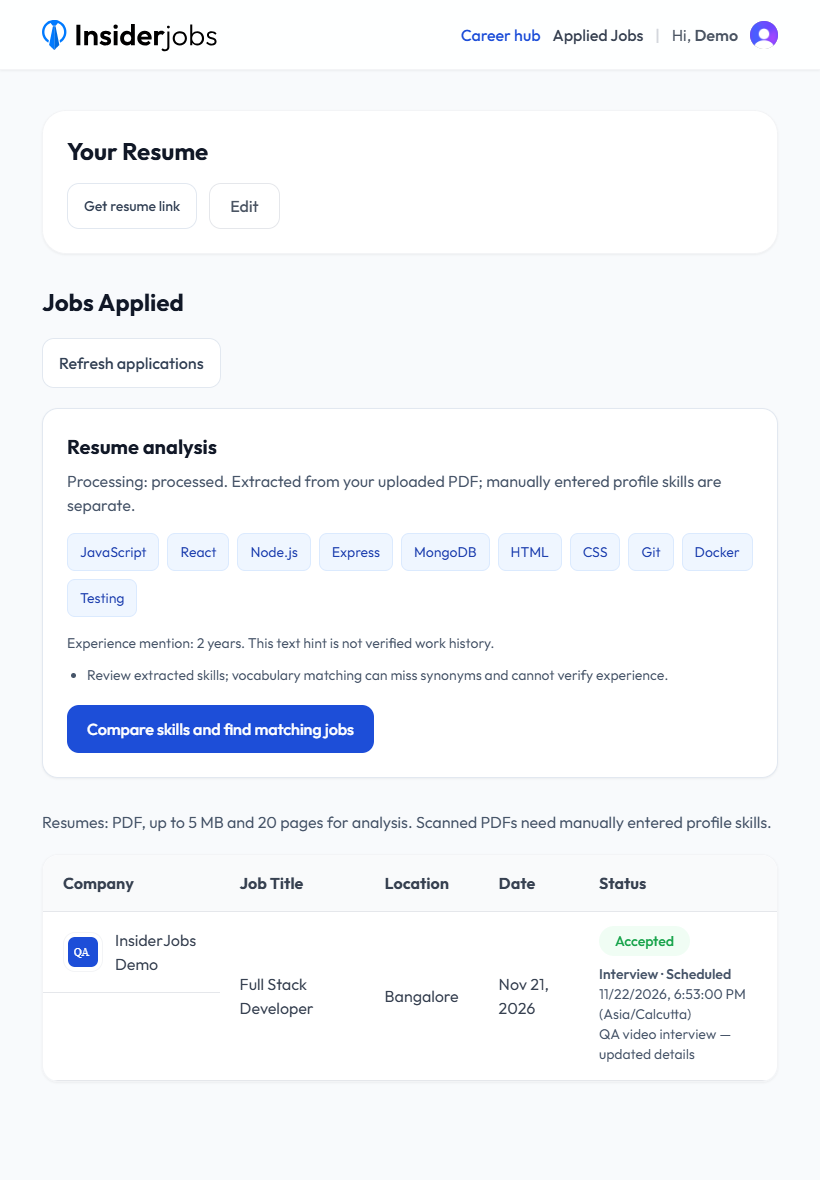 Insiderjobs
Career hub Applied Jobs | Hi, Demo
Your Resume
Get resume link Edit
Jobs Applied
Refresh applications
Resume analysis
Processing: processed. Extracted from your uploaded PDF; manually entered profile skills are
separate.
JavaScript React Node.js Express MongoDB HTML CSS Git Docker
Testing
Experience mention: 2 years. This text hint is not verified work history.
• Review extracted skills; vocabulary matching can miss synonyms and cannot verify experience.
Compare skills and find matching jobs
Resumes: PDF, up to 5 MB and 20 pages for analysis. Scanned PDFs need manually entered profile skills.
Company Job Title Location Date Status
QA
InsiderJobs
Demo
Full Stack
Developer
Bangalore
Nov 21,
2026
Accepted
Interview · Scheduled
11/22/2026, 6:53:00 PM
(Asia/Calcutta)
QA video interview —
updated details